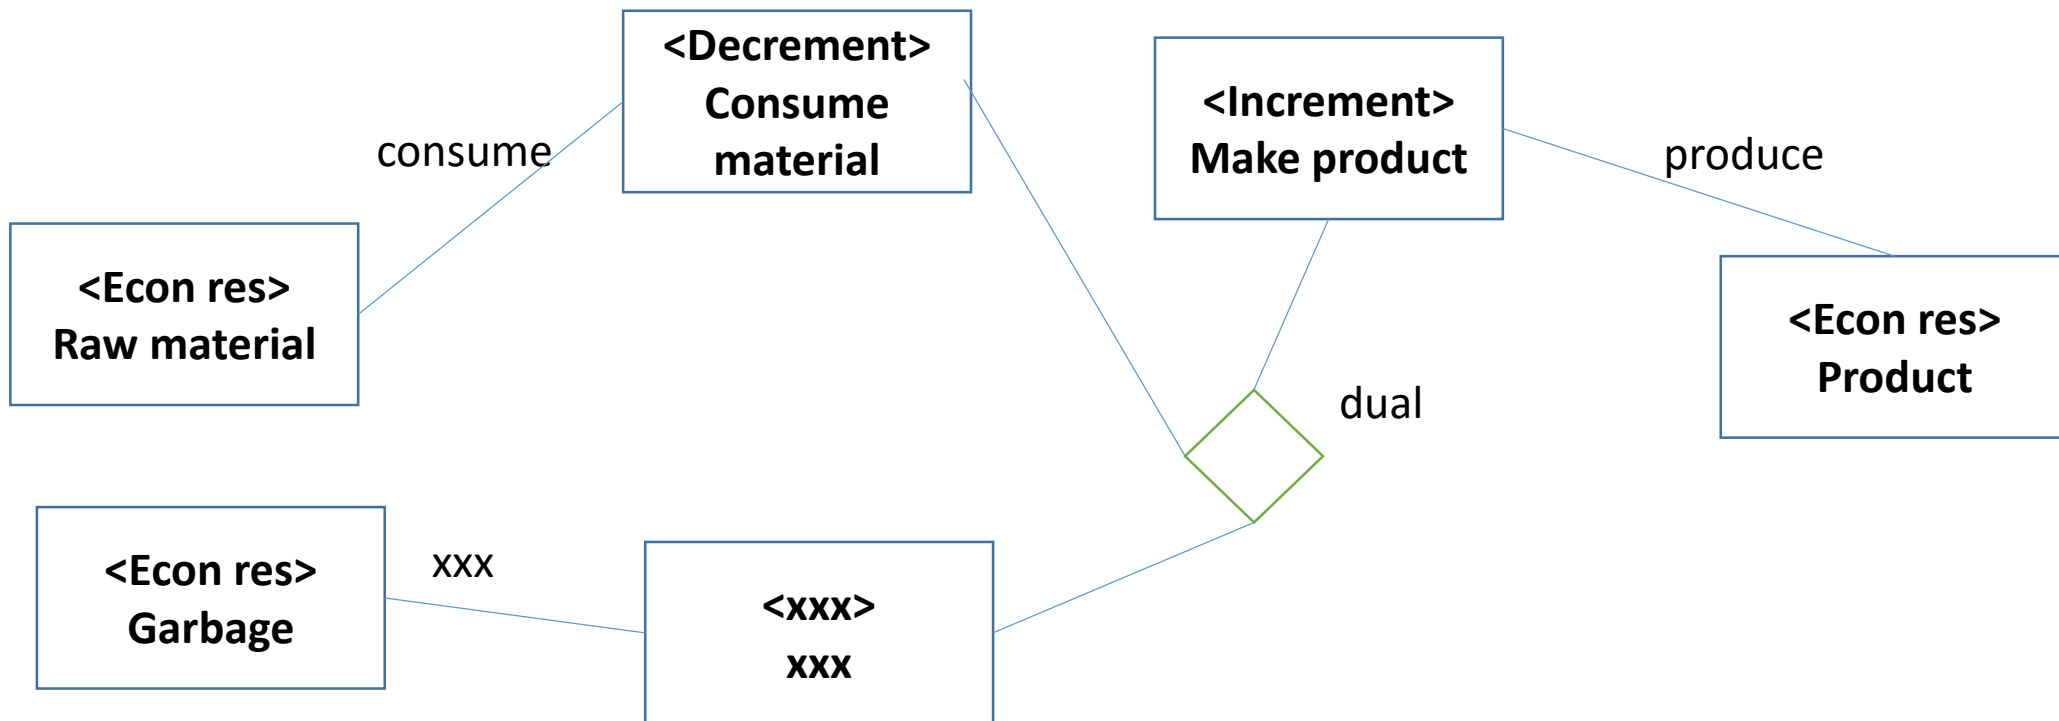 <Decrement>
Consume
material
<Increment>
Make product
consume
produce
<Econ res>
Raw material
<Econ res>
Product
dual
<Econ res>
Garbage
xxx
<xxx>
xxx